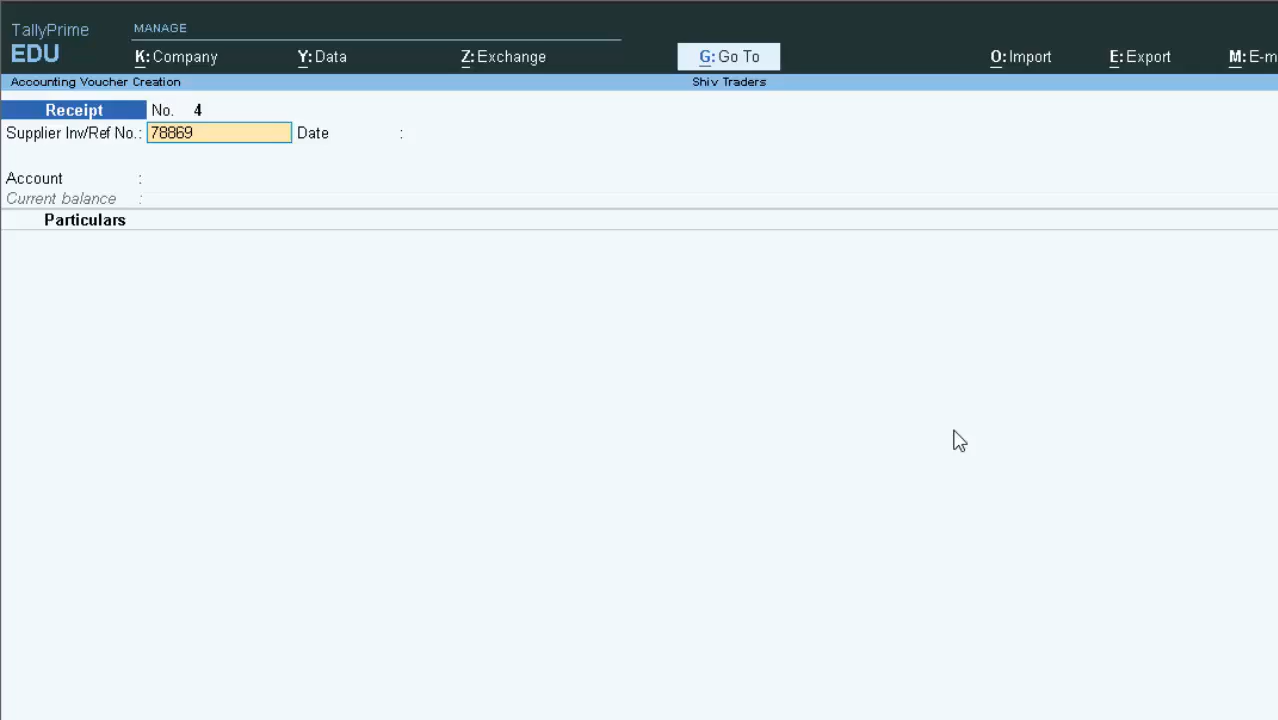 TallyPrime
EDU
MANAGE
K: Company Y: Data Z: Exchange G: Go To O: Import E: Export M: E-m
Accounting Voucher Creation Shiv Traders
Receipt No. 4
Supplier Inv/Ref No.: 78869 Date :
Account :
Current balance :
Particulars